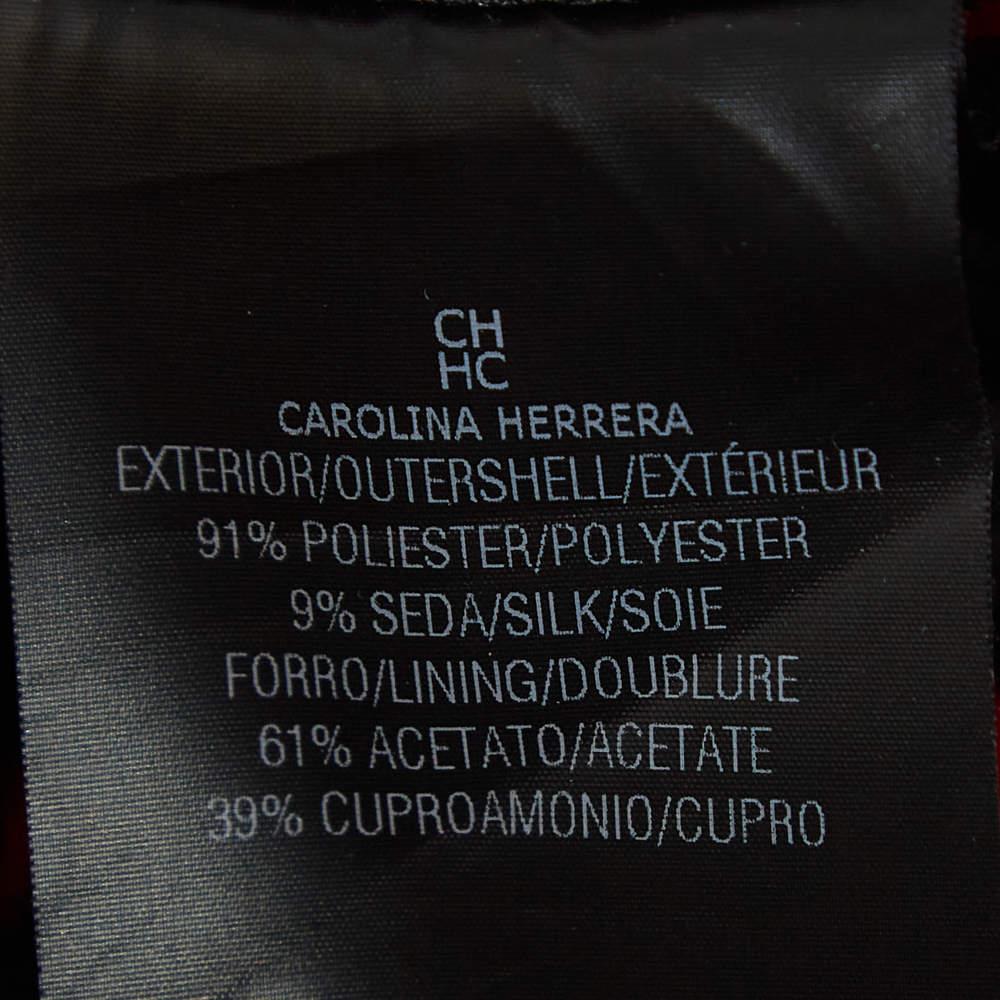 CH
HC
CAROLINA HERRERA
EXTERIOR/OUTERSHELL/EXTÉRIEUR
91% POLIESTER/POLYESTER
9% SEDA/SILK/SOIE
FORRO/LINING/DOUBLURE
61% ACETATO/ACETATE
39% CUPROAMONIO/CUPRO